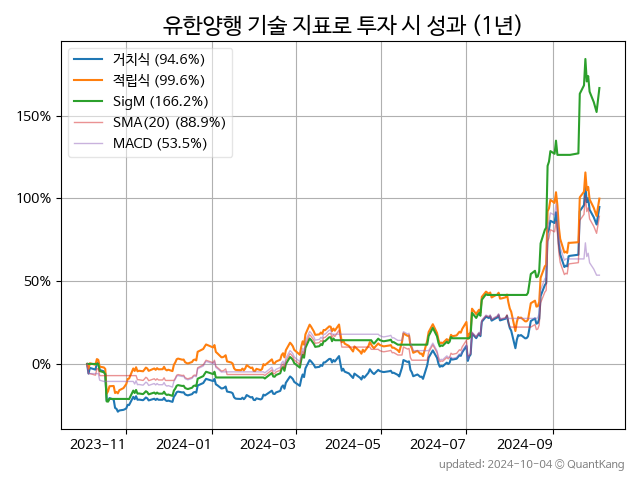 유한양행 기술 지표로 투자 시 성과 (1년)
거치식 (94.6%)
적립식 (99.6%)
SigM (166.2%)
SMA(20) (88.9%)
MACD (53.5%)
150%
100%
50%
0%
2023-11 2024-01 2024-03 2024-05 2024-07 2024-09
updated: 2024-10-04 @ QuantKang